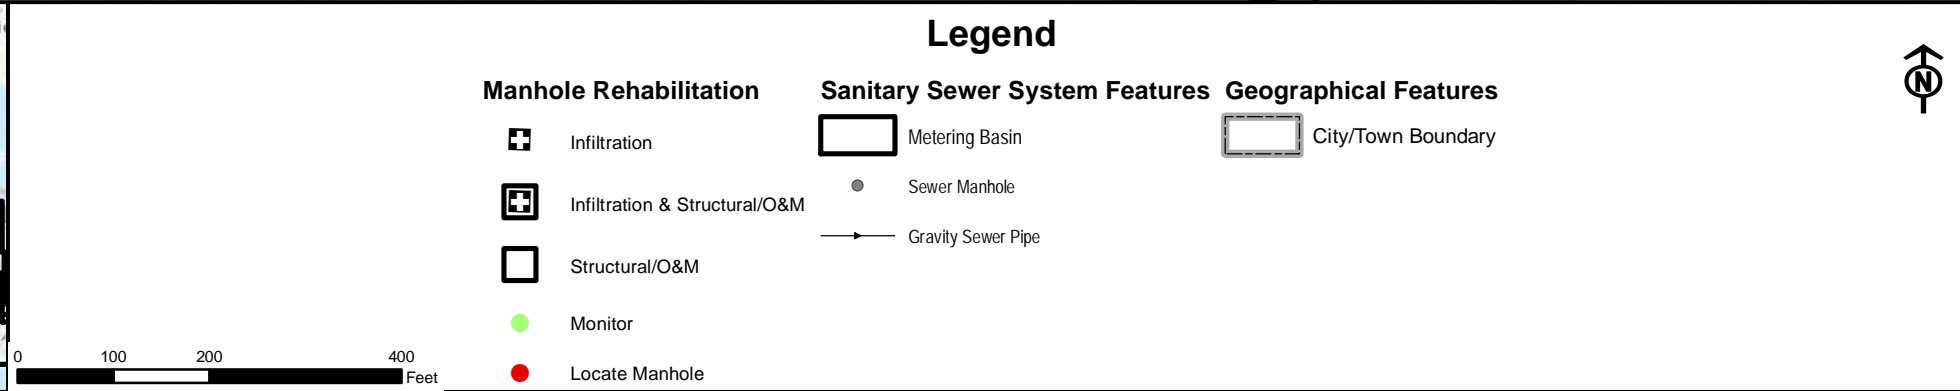 Legend
Manhole Rehabilitation
Infiltration
Infiltration & Structural/O&M
Structural/O&M
Monitor
Locate Manhole
Sanitary Sewer System Features
Metering Basin
Sewer Manhole
Gravity Sewer Pipe
Geographical Features
City/Town Boundary
N
0 100 200 400
Feet